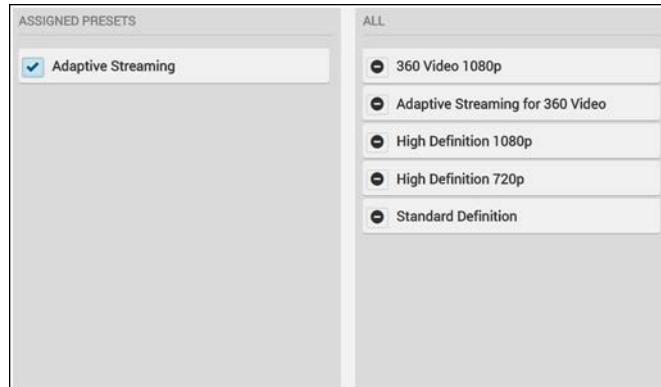 ASSIGNED PRESETS
Adaptive Streaming
ALL
360 Video 1080p
Adaptive Streaming for 360 Video
High Definition 1080p
High Definition 720p
Standard Definition